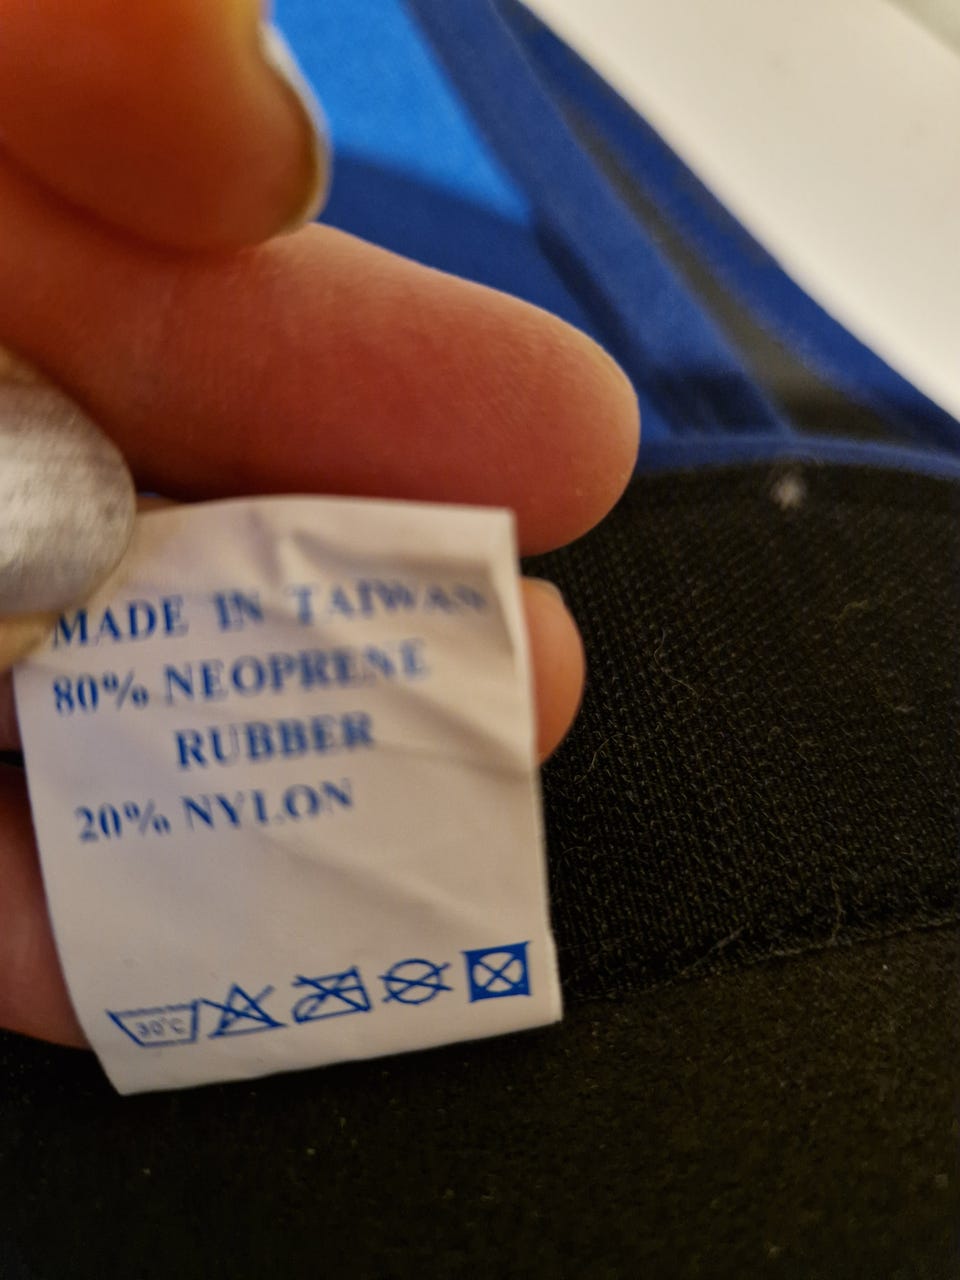 MADE IN TAIWAN
80% NEOPRENE
RUBBER
20% NYLON
30°C